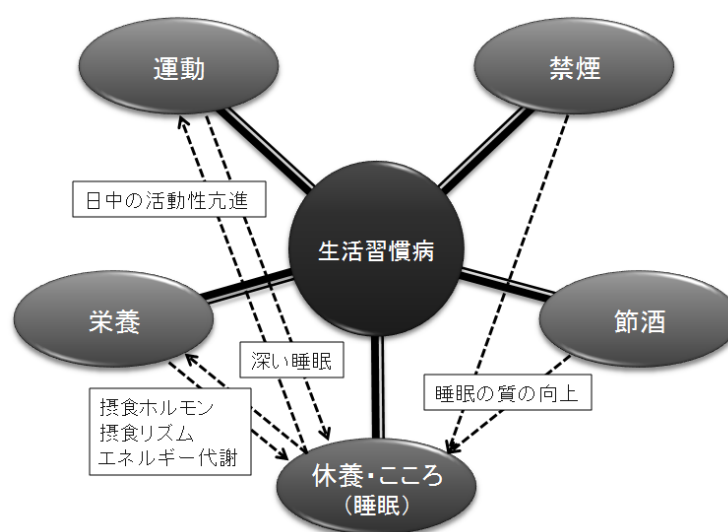 運動
禁煙
日中の活動性亢進
生活習慣病
栄養
節酒
深い睡眠
睡眠の質の向上
摂食ホルモン
摂食リズム
エネルギー代謝
休養・こころ
(睡眠)